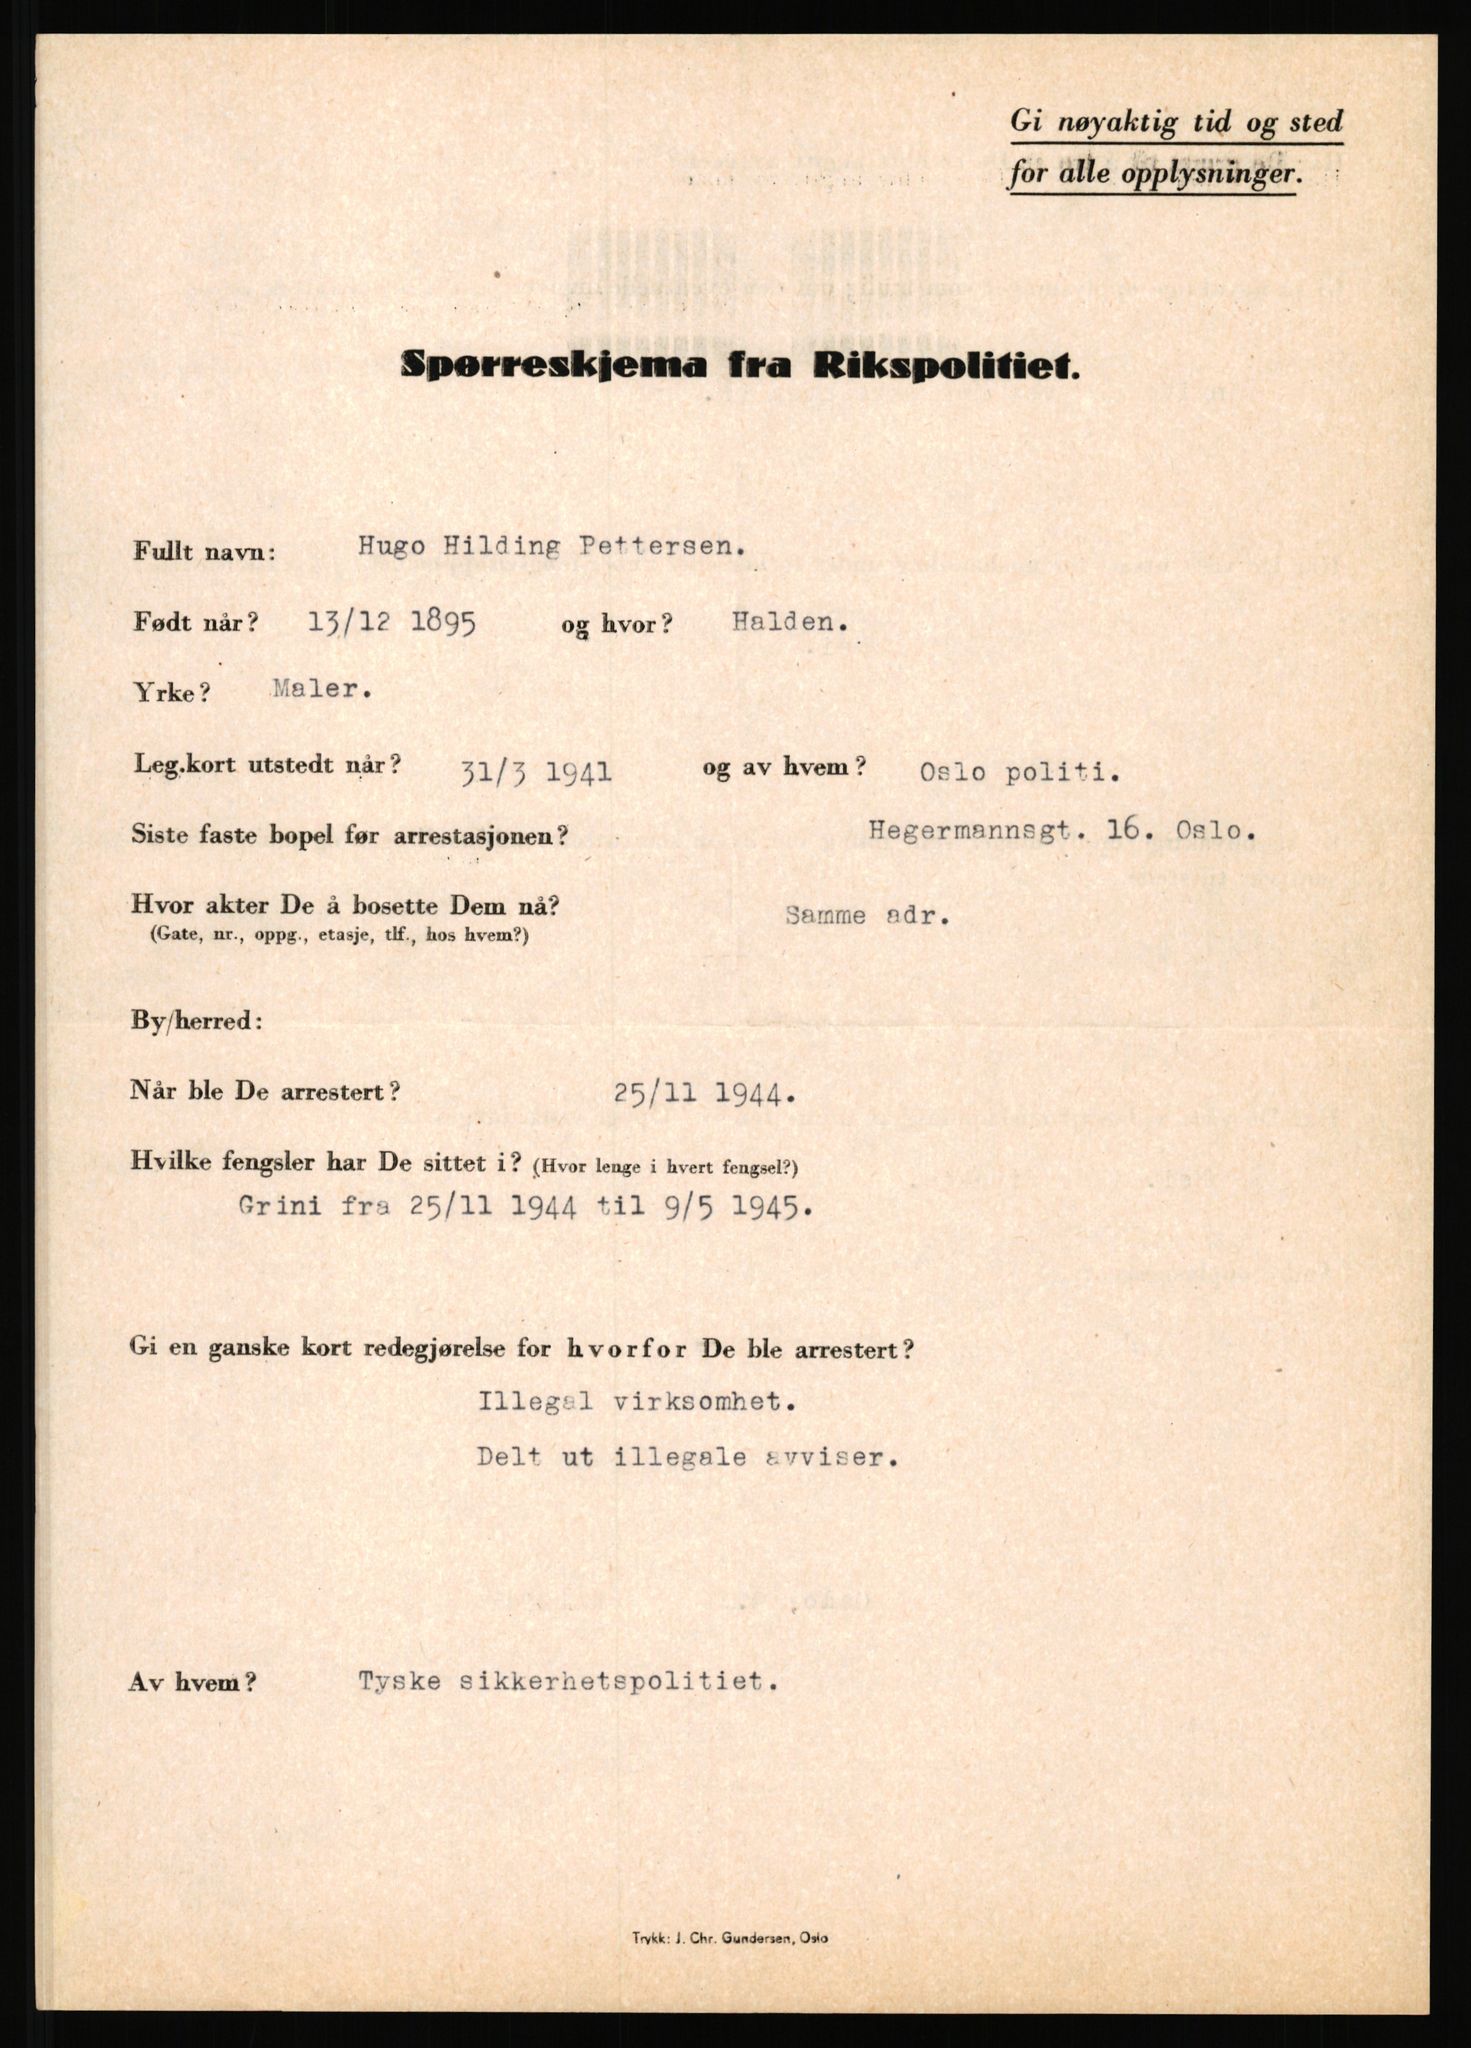 Gi nøyaktig tid og sted
for alle opplysninger.
Spørreskjema fra Rikspolitiet.
Fullt navn: Hugo Hilding Pettersen.
Født når? 13/12 1895 og hvor? Halden.
Yrke? Maler.
Leg.kort utstedt når? 31/3 1941 og av hvem? Oslo politi.
Siste faste bopel før arrestasjonen? Hegermannsgt. 16. Oslo.
Hvor akter De å bosette Dem nå? Samme adr.
(Gate, nr., oppg., etasje, tlf., hos hvem?)
By/herred:
Når ble De arrestert? 25/11 1944.
Hvilke fengsler har De sittet i? (Hvor lenge i hvert fengsel?)
Grini fra 25/11 1944 til 9/5 1945.
Gi en ganske kort redegjørelse for hvorfor De ble arrestert?
Illegal virksomhet.
Delt ut illegale avviser.
Av hvem? Tyske sikkerhetspolitiet.
Trykk: J. Chr. Gundersen, Oslo